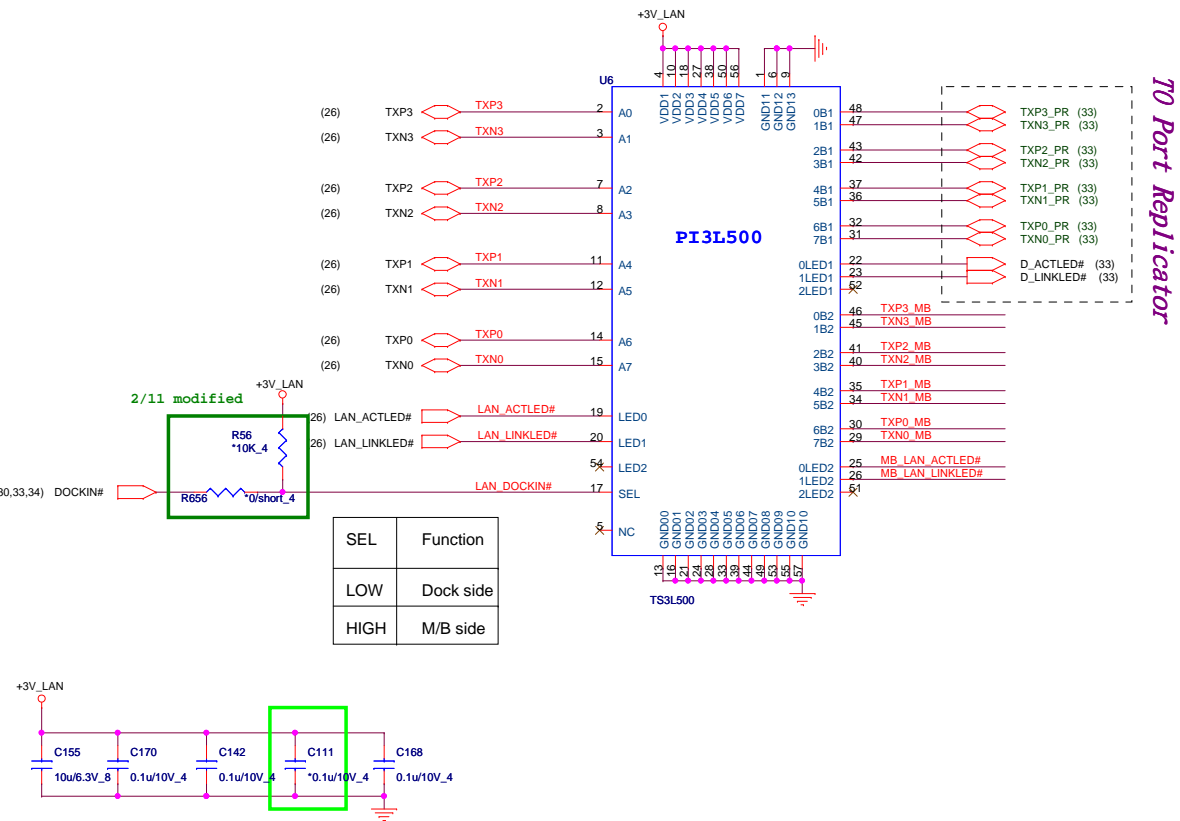 +3V_LAN
4 10 18 27 38 50 56 1 6 9
U6
VDD1 VDD2 VDD3 VDD4 VDD5 VDD6 VDD7 GND11 GND12 GND13
TO Port Replicator
(26) TXP3 TXP3 2 A0
(26) TXN3 TXN3 3 A1
(26) TXP2 TXP2 7 A2
(26) TXN2 TXN2 8 A3
(26) TXP1 TXP1 11 A4
(26) TXN1 TXN1 12 A5
(26) TXP0 TXP0 14 A6
(26) TXN0 TXN0 15 A7
(26) LAN_ACTLED# LAN_ACTLED# 19 LED0
(26) LAN_LINKLED# LAN_LINKLED# 20 LED1
54 LED2
30,33,34) DOCKIN# LAN_DOCKIN# 17 SEL
5 NC
PI3L500
0B1 48 TXP3_PR (33)
1B1 47 TXN3_PR (33)
2B1 43 TXP2_PR (33)
3B1 42 TXN2_PR (33)
4B1 37 TXP1_PR (33)
5B1 36 TXN1_PR (33)
6B1 32 TXP0_PR (33)
7B1 31 TXN0_PR (33)
0LED1 22 D_ACTLED# (33)
1LED1 23 D_LINKLED# (33)
2LED1 52
0B2 46 TXP3_MB
1B2 45 TXN3_MB
2B2 41 TXP2_MB
3B2 40 TXN2_MB
4B2 35 TXP1_MB
5B2 34 TXN1_MB
6B2 30 TXP0_MB
7B2 29 TXN0_MB
0LED2 25 MB_LAN_ACTLED#
1LED2 26 MB_LAN_LINKLED#
2LED2 51
GND00 GND01 GND02 GND03 GND04 GND05 GND06 GND07 GND08 GND09 GND10 GND10
13 16 21 24 28 33 39 44 49 53 55 57
TS3L500
2/11 modified
+3V_LAN
R56
*10K_4
R656 *0/short_4
SEL Function
LOW Dock side
HIGH M/B side
+3V_LAN
C155 C170 C142 C111 C168
10u/6.3V_8 0.1u/10V_4 0.1u/10V_4 *0.1u/10V_4 0.1u/10V_4